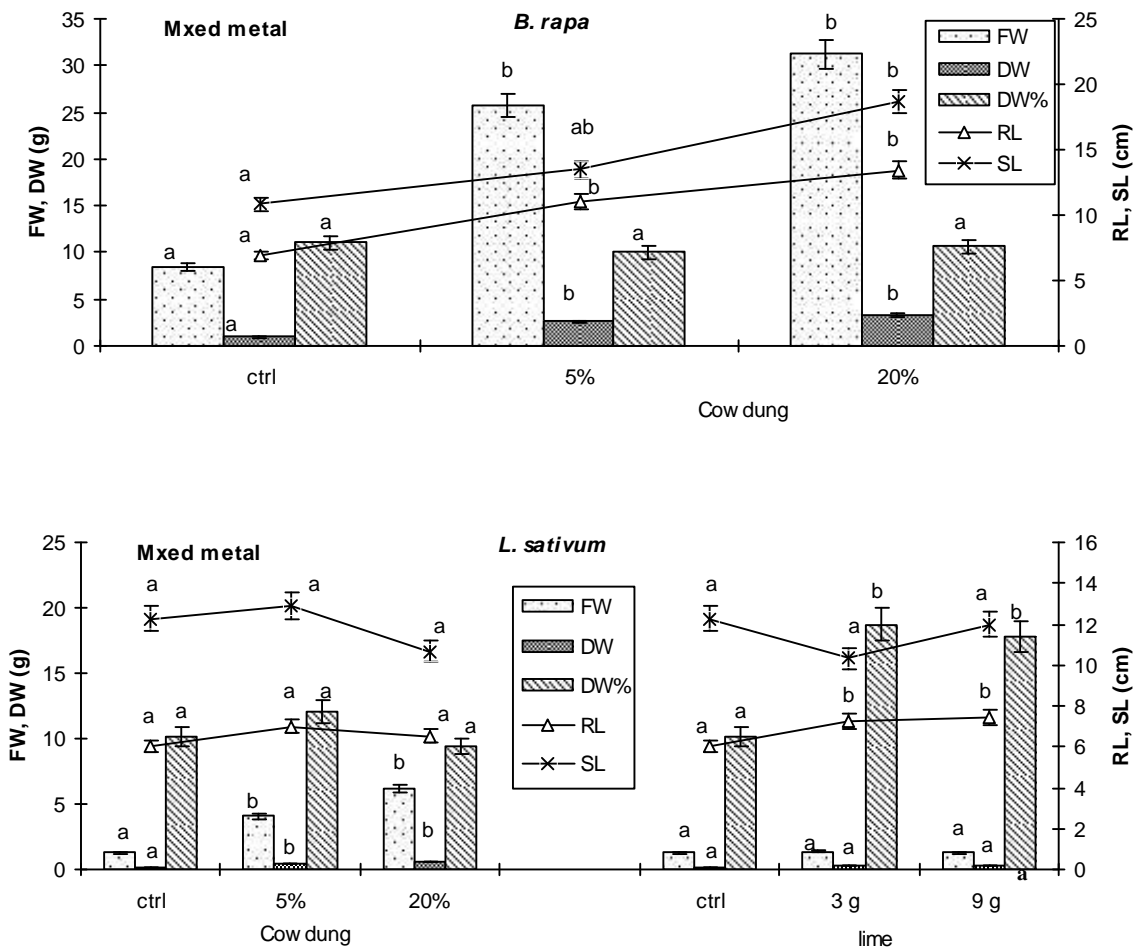 Mxed metal
B. rapa
FW
DW
DW%
RL
SL
FW, DW (g)
35
30
25
20
15
10
5
0
RL, SL (cm)
25
20
15
10
5
0
a
a
a
a
a
b
ab
b
a
b
b
b
b
a
b
ctrl
5%
20%
Cow dung
Mxed metal
L. sativum
FW
DW
DW%
RL
SL
FW, DW (g)
25
20
15
10
5
0
RL, SL (cm)
16
14
12
10
8
6
4
2
0
a
a
a
a
a
a
a
a
b
b
a
a
a
b
b
a
a
a
a
a
b
a
b
a
a
a
b
b
a
a
a
ctrl
5%
20%
Cow dung
ctrl
3 g
9 g
lime